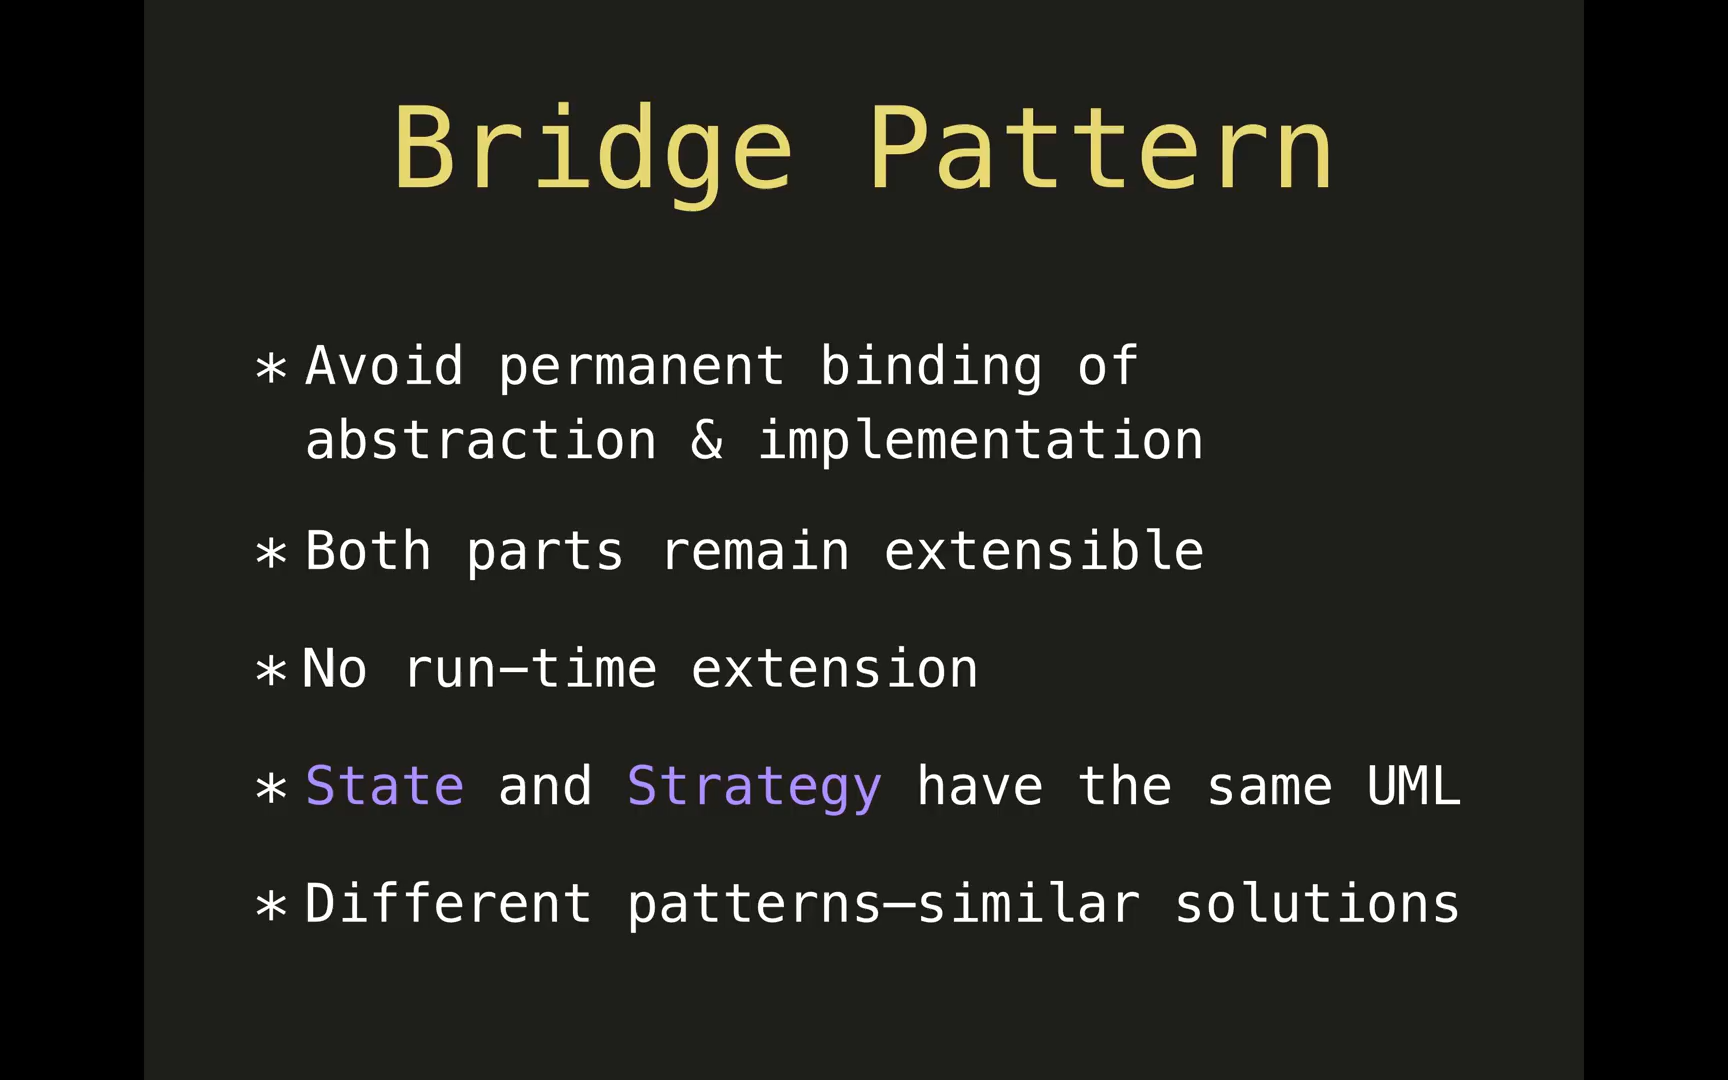 Bridge Pattern
* Avoid permanent binding of
abstraction & implementation
* Both parts remain extensible
* No run–time extension
* State and Strategy have the same UML
* Different patterns—similar solutions